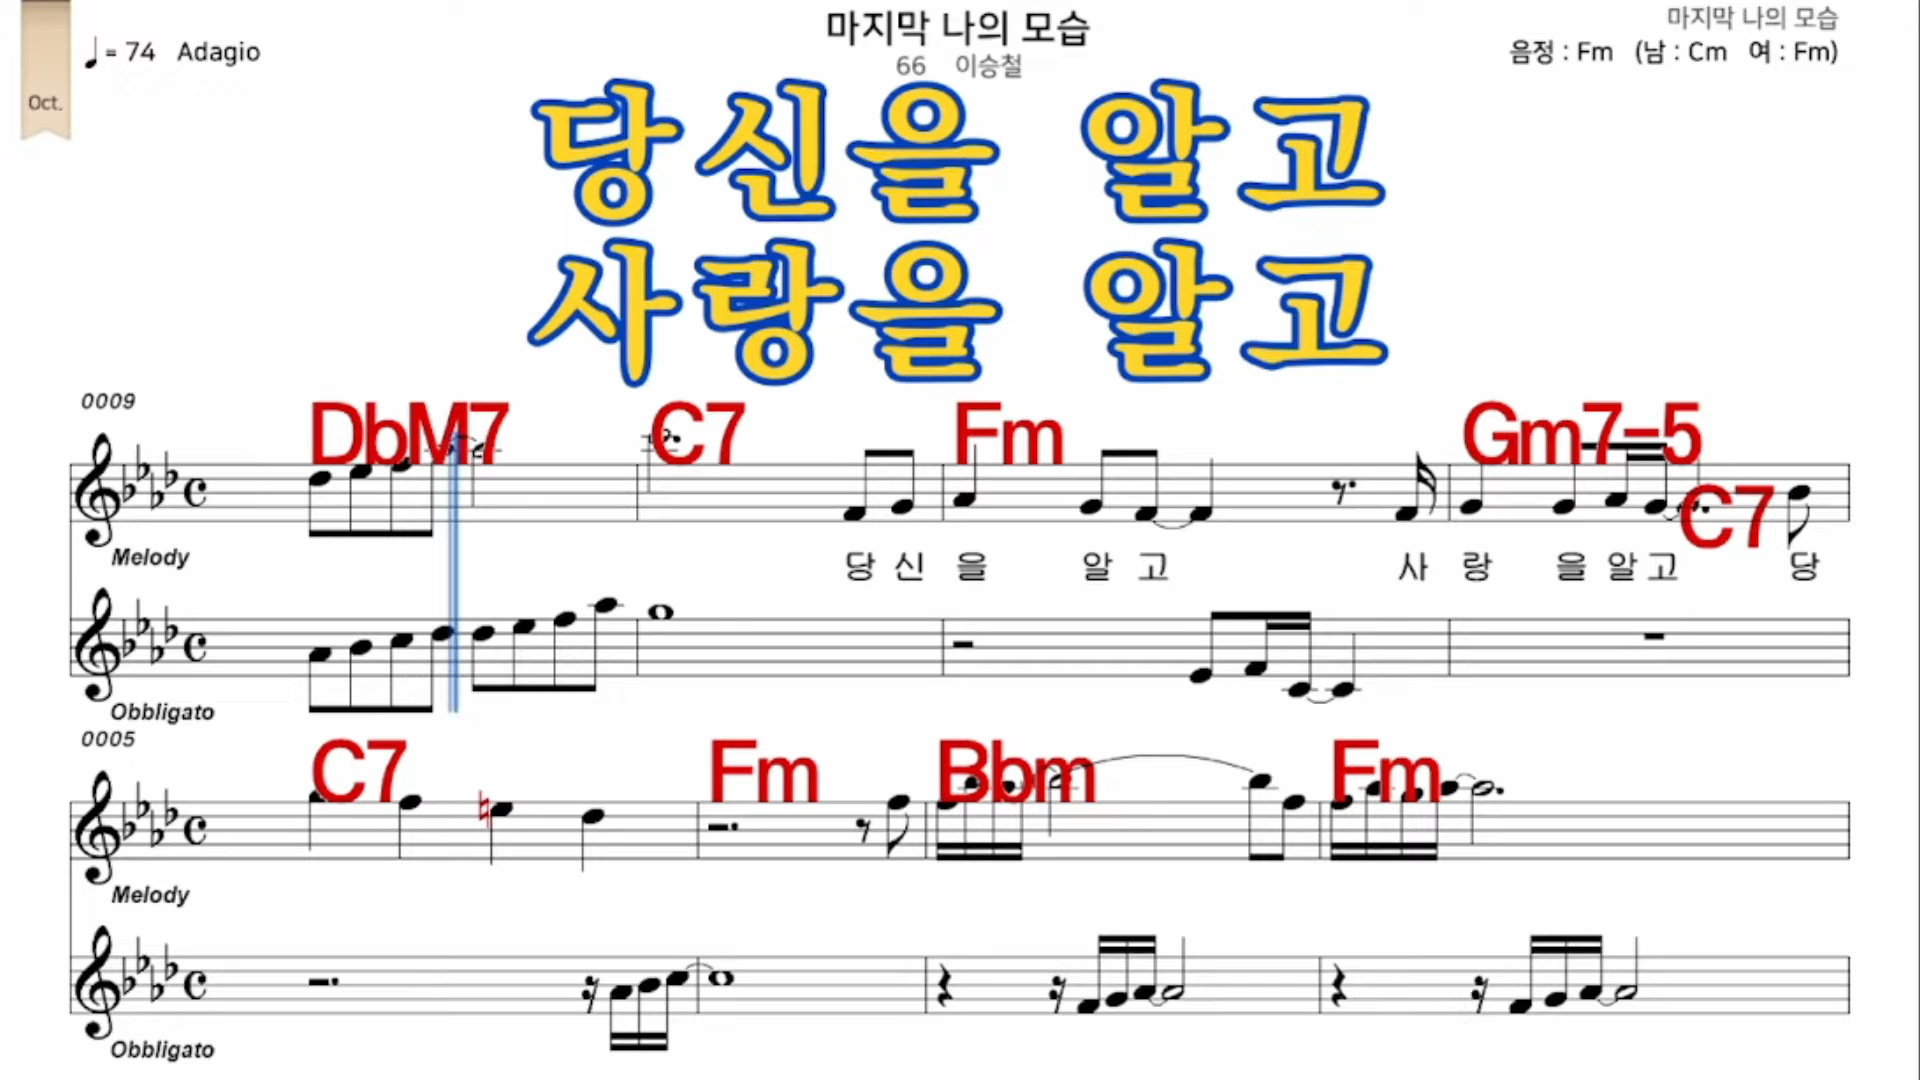 마지막 나의 모습
마지막 나의 모습
♩= 74 Adagio
66 이승철
음정 : Fm (남 : Cm 여 : Fm)
Oct.
당신을 알고
사랑을 알고
0009
DbM7 C7 Fm Gm7-5 C7
Melody
당 신 을 알 고 사 랑 을 알 고 당
Obbligato
0005
C7 Fm Bbm Fm
Melody
Obbligato